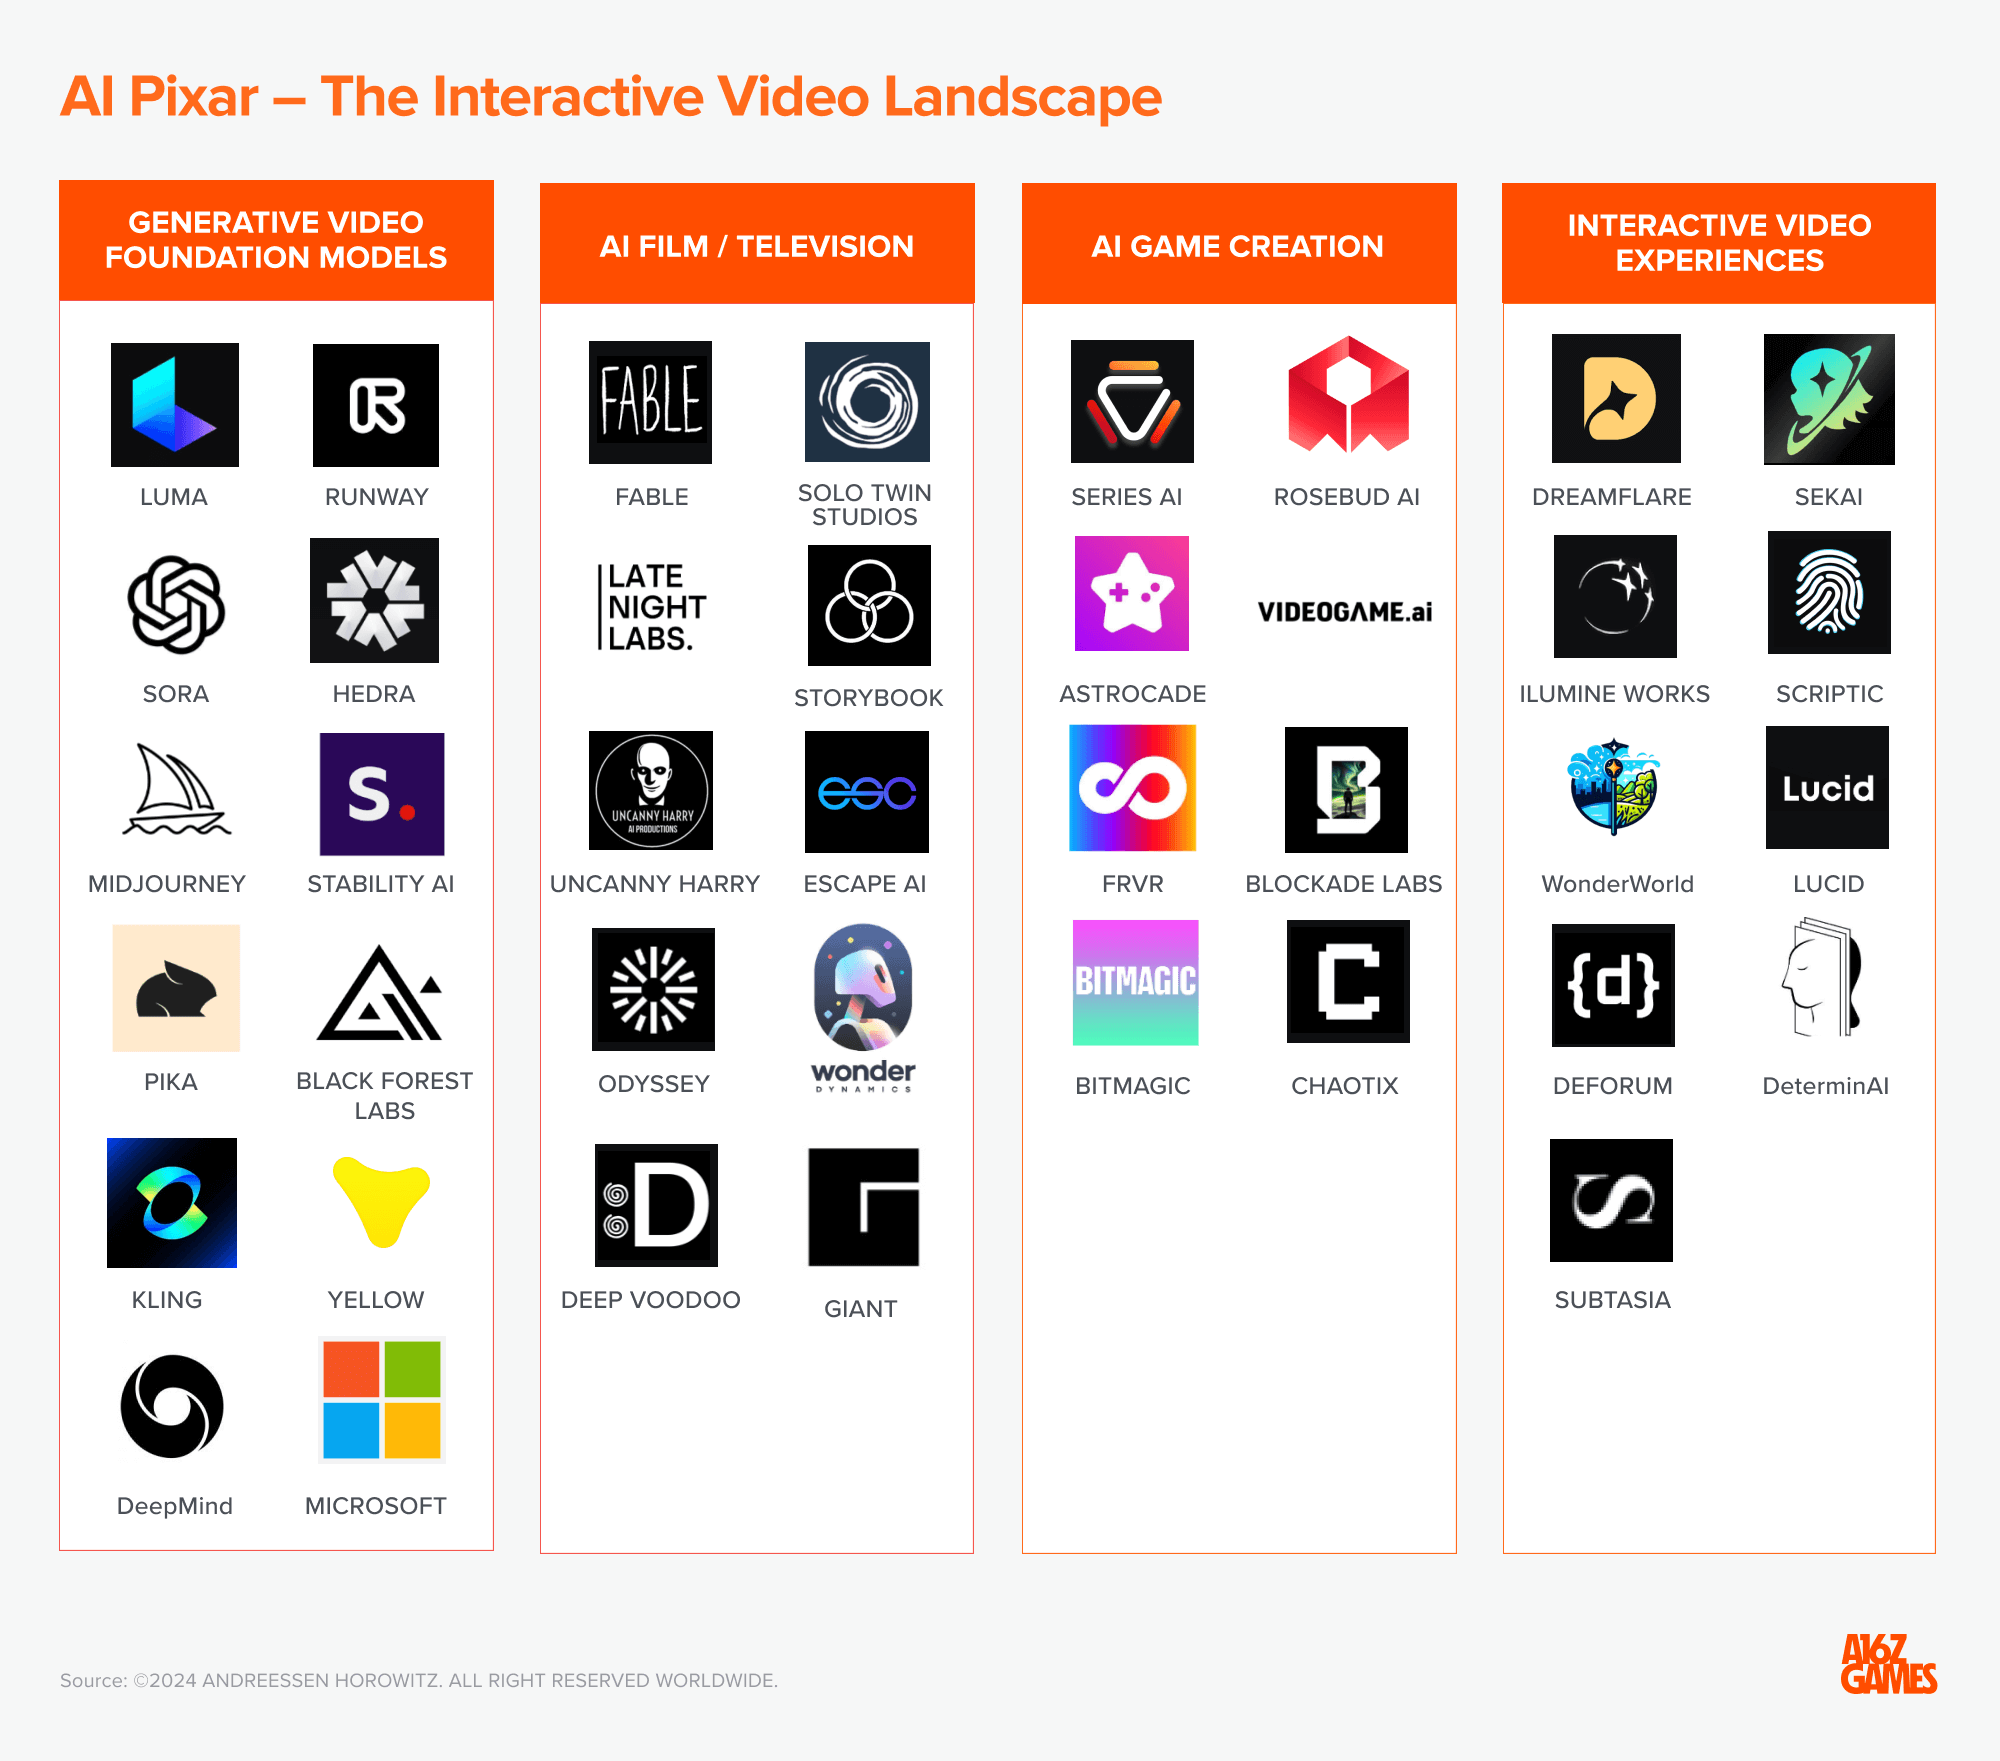 AI Pixar – The Interactive Video Landscape
GENERATIVE VIDEO
FOUNDATION MODELS
LUMA
RUNWAY
SORA
HEDRA
S.
MIDJOURNEY
STABILITY AI
PIKA
BLACK FOREST
LABS
KLING
YELLOW
DeepMind
MICROSOFT
AI FILM / TELEVISION
FABLE
FABLE
SOLO TWIN
STUDIOS
LATE
NIGHT
LABS.
STORYBOOK
UNCANNY HARRY
AI PRODUCTIONS
esc
UNCANNY HARRY
ESCAPE AI
ODYSSEY
wonder
DYNAMICS
D
DEEP VOODOO
GIANT
AI GAME CREATION
SERIES AI
ROSEBUD AI
VIDEOGAME.ai
ASTROCADE
B
FRVR
BLOCKADE LABS
BITMAGIC
C
BITMAGIC
CHAOTIX
INTERACTIVE VIDEO
EXPERIENCES
D
DREAMFLARE
SEKAI
ILUMINE WORKS
SCRIPTIC
Lucid
WonderWorld
LUCID
{d}
DEFORUM
DeterminAI
S
SUBTASIA
Source: ©2024 ANDREESSEN HOROWITZ. ALL RIGHT RESERVED WORLDWIDE.
A16Z
GAMES